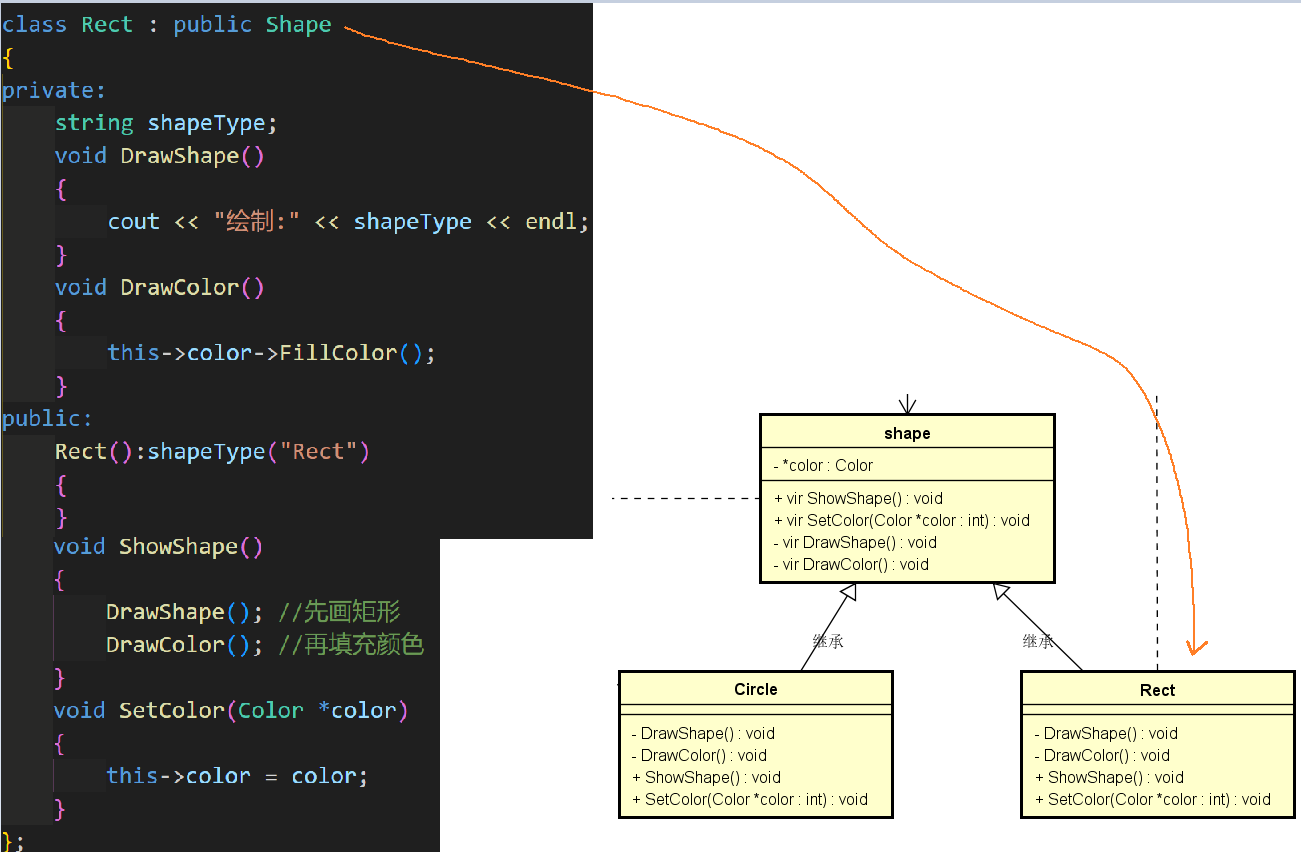 class Rect : public Shape
{
private:
string shapeType;
void DrawShape()
{
cout << "绘制:" << shapeType << endl;
}
void DrawColor()
{
this->color->FillColor();
}
public:
Rect():shapeType("Rect")
{
}
void ShowShape()
{
DrawShape(); //先画矩形
DrawColor(); //再填充颜色
}
void SetColor(Color *color)
{
this->color = color;
}
};
shape
- *color : Color
+ vir ShowShape() : void
+ vir SetColor(Color *color : int) : void
- vir DrawShape() : void
- vir DrawColor() : void
继承
继承
Circle
- DrawShape() : void
- DrawColor() : void
+ ShowShape() : void
+ SetColor(Color *color : int) : void
Rect
- DrawShape() : void
- DrawColor() : void
+ ShowShape() : void
+ SetColor(Color *color : int) : void